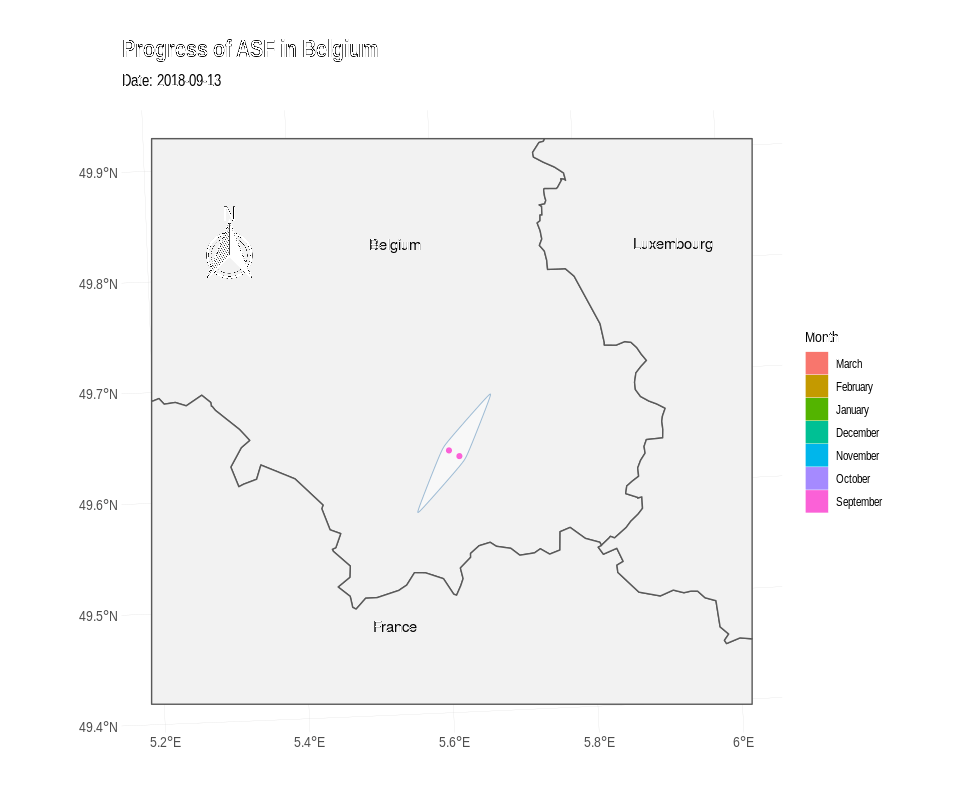 Progress of ASF in Belgium
Date: 2018-09-13
49.9°N
N
Belgium
Luxembourg
49.8°N
Month
March
49.7°N
February
January
December
November
October
49.6°N
September
49.5°N
France
49.4°N
5.2°E
5.4°E
5.6°E
5.8°E
6°E